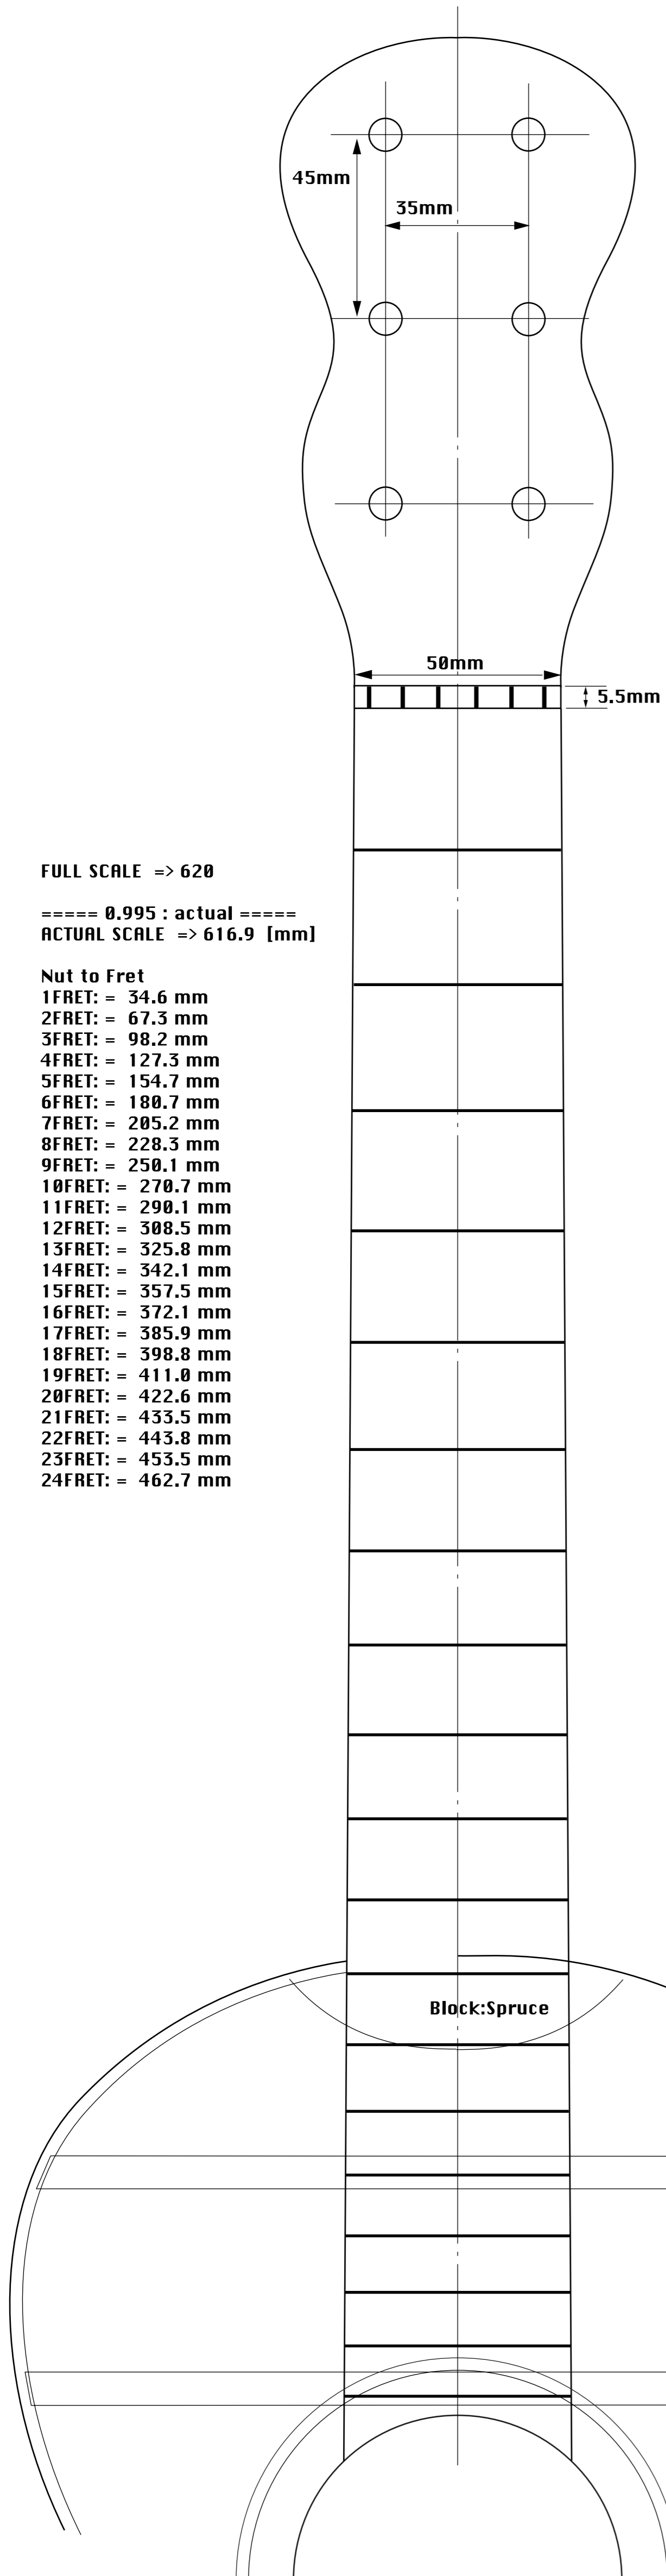 45mm
35mm
50mm
5.5mm
FULL SCALE => 620
===== 0.995 : actual =====
ACTUAL SCALE => 616.9 [mm]
Nut to Fret
1FRET: = 34.6 mm
2FRET: = 67.3 mm
3FRET: = 98.2 mm
4FRET: = 127.3 mm
5FRET: = 154.7 mm
6FRET: = 180.7 mm
7FRET: = 205.2 mm
8FRET: = 228.3 mm
9FRET: = 250.1 mm
10FRET: = 270.7 mm
11FRET: = 290.1 mm
12FRET: = 308.5 mm
13FRET: = 325.8 mm
14FRET: = 342.1 mm
15FRET: = 357.5 mm
16FRET: = 372.1 mm
17FRET: = 385.9 mm
18FRET: = 398.8 mm
19FRET: = 411.0 mm
20FRET: = 422.6 mm
21FRET: = 433.5 mm
22FRET: = 443.8 mm
23FRET: = 453.5 mm
24FRET: = 462.7 mm
Block:Spruce